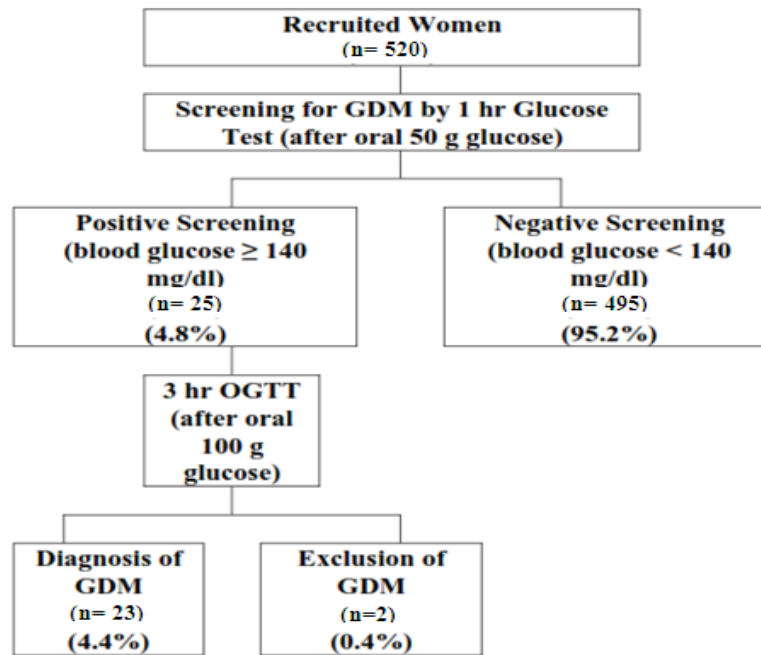 Recruited Women
(n= 520)
Screening for GDM by 1 hr Glucose
Test (after oral 50 g glucose)
Positive Screening
(blood glucose ≥ 140
mg/dl)
(n= 25)
(4.8%)
Negative Screening
(blood glucose < 140
mg/dl)
(n= 495)
(95.2%)
3 hr OGTT
(after oral
100 g
glucose)
Diagnosis of
GDM
(n= 23)
(4.4%)
Exclusion of
GDM
(n=2)
(0.4%)